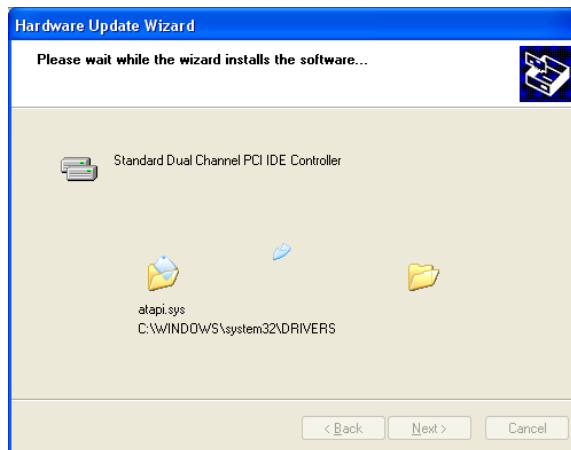 Hardware Update Wizard
Please wait while the wizard installs the software...
Standard Dual Channel PCI IDE Controller
atapi.sys
C:\WINDOWS\system32\DRIVERS
< Back
Next >
Cancel